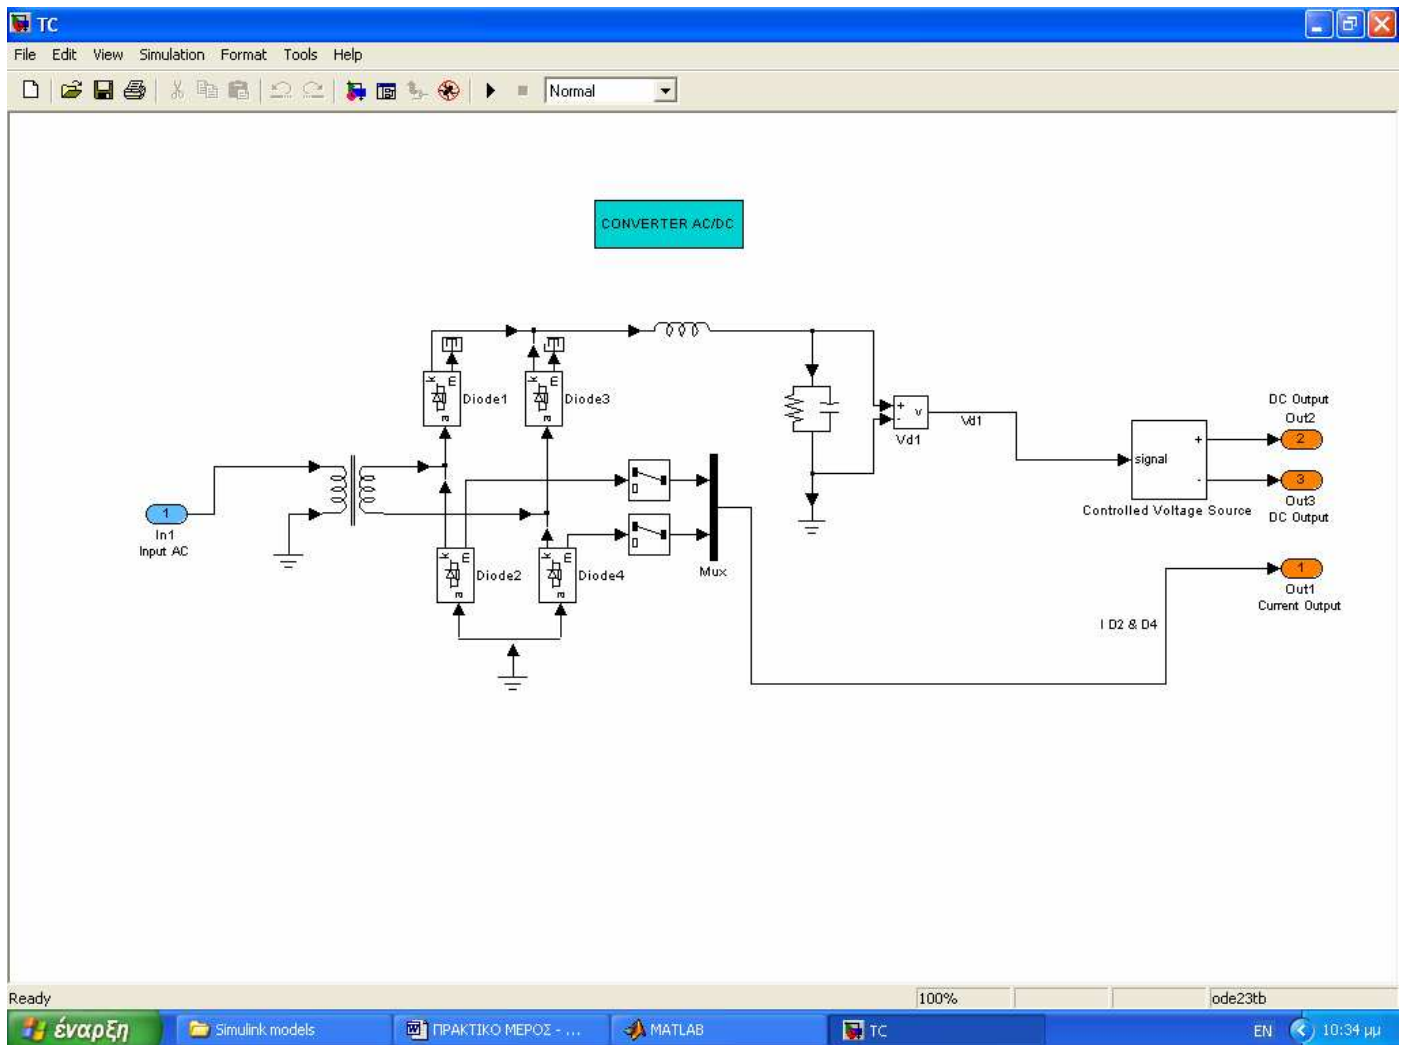 TC
File Edit View Simulation Format Tools Help
Normal
CONVERTER AC/DC
k m
a
Diode1
k m
a
Diode3
DC Output
Out2
2
+
-
v
Vd1
Vd1
signal
+
-
Controlled Voltage Source
3
Out3
DC Output
1
In1
Input AC
k m
a
Diode2
k m
a
Diode4
Mux
1
Out1
Current Output
I D2 & D4
Ready
100%
ode23tb
έναρξη
Simulink models
ΠΡΑΚΤΙΚΟ ΜΕΡΟΣ - ...
MATLAB
TC
EN
10:34 μμ